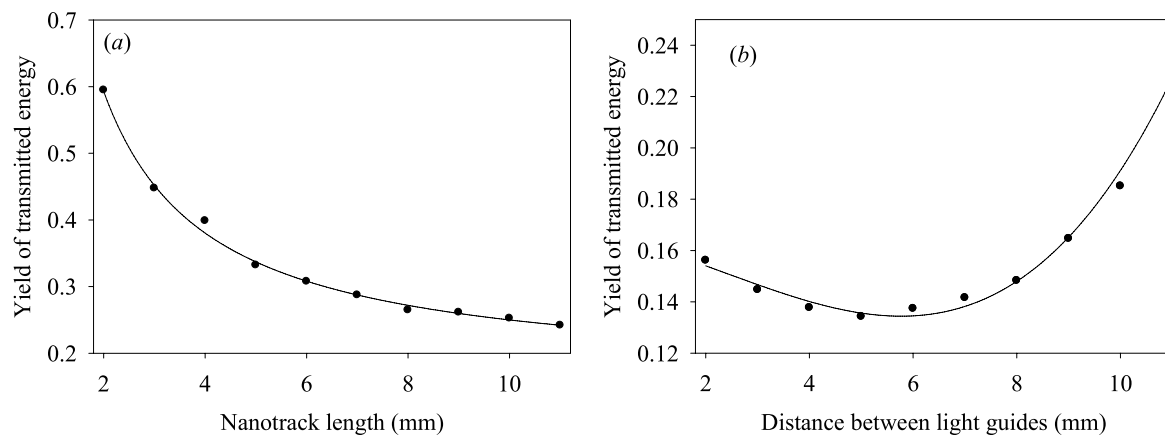 (a)
Yield of transmitted energy
0.7
0.6
0.5
0.4
0.3
0.2
2 4 6 8 10
Nanotrack length (mm)
(b)
Yield of transmitted energy
0.24
0.22
0.20
0.18
0.16
0.14
0.12
2 4 6 8 10
Distance between light guides (mm)